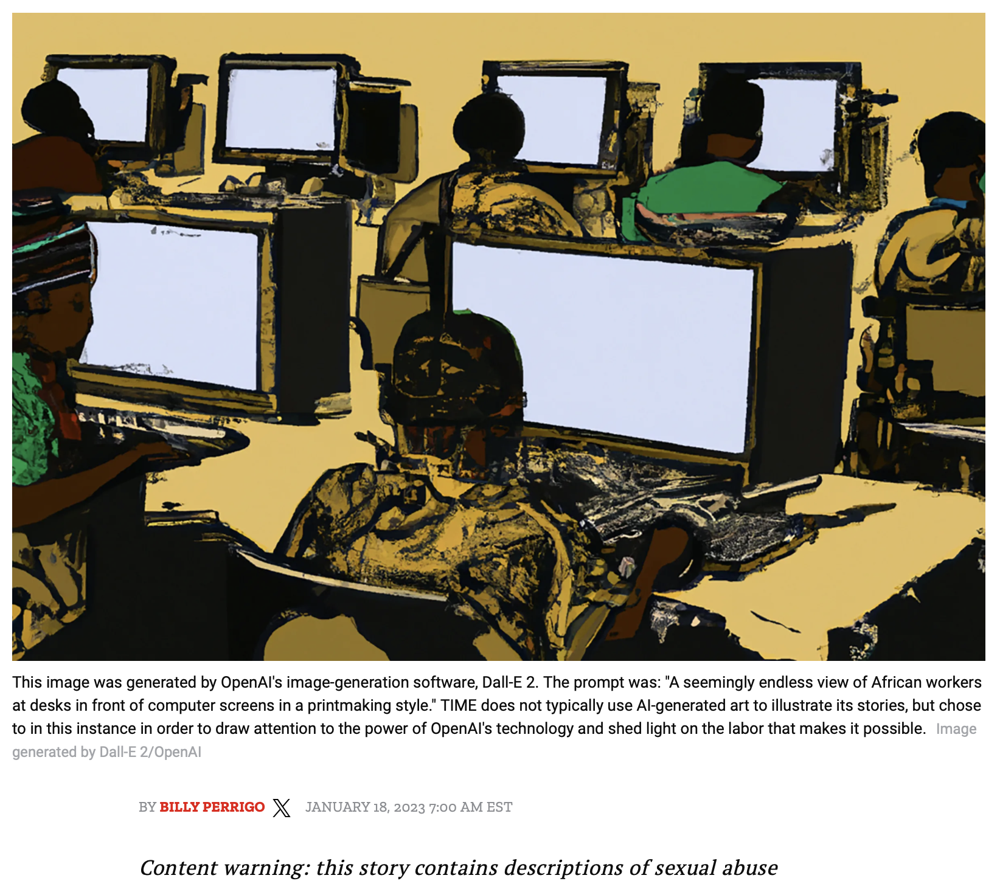 This image was generated by OpenAI's image-generation software, Dall-E 2. The prompt was: "A seemingly endless view of African workers
at desks in front of computer screens in a printmaking style." TIME does not typically use AI-generated art to illustrate its stories, but chose
to in this instance in order to draw attention to the power of OpenAI's technology and shed light on the labor that makes it possible. Image
generated by Dall-E 2/OpenAI
BY BILLY PERRIGO X JANUARY 18, 2023 7:00 AM EST
Content warning: this story contains descriptions of sexual abuse